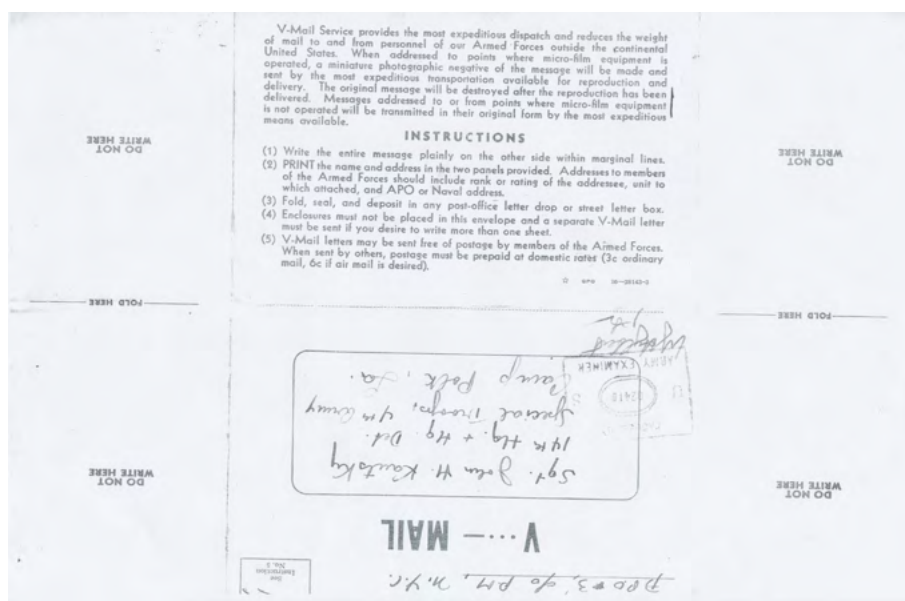 V-Mail Service provides the most expeditious dispatch and reduces the weight
of mail to and from personnel of our Armed Forces outside the continental
United States. When addressed to points where micro-film equipment is
operated, a miniature photographic negative of the message will be made and
sent by the most expeditious transportation available for reproduction and
delivery. The original message will be destroyed after the reproduction has been
delivered. Messages addressed to or from points where micro-film equipment
is not operated will be transmitted in their original form by the most expeditious
means available.
INSTRUCTIONS
(1) Write the entire message plainly on the other side within marginal lines.
(2) PRINT the name and address in the two panels provided. Addresses to members
of the Armed Forces should include rank or rating of the addressee, unit to
which attached, and APO or Naval address.
(3) Fold, seal, and deposit in any post-office letter drop or street letter box.
(4) Enclosures must not be placed in this envelope and a separate V-Mail letter
must be sent if you desire to write more than one sheet.
(5) V-Mail letters may be sent free of postage by members of the Armed Forces.
When sent by others, postage must be prepaid at domestic rates (3c ordinary
mail, 6c if air mail is desired).
GPO 16-28143-3
DO NOT
WRITE HERE
DO NOT
WRITE HERE
FOLD HERE
FOLD HERE
DO NOT
WRITE HERE
DO NOT
WRITE HERE
APO #3, c/o PM, N.Y.C.
See
Instruction
No. 5
V···—MAIL
Sgt. John H. Kautsky
14th Hq. + Hq. Det.
Special Troops, 4th Army
Camp Polk, La.
U S
ARMY EXAMINER